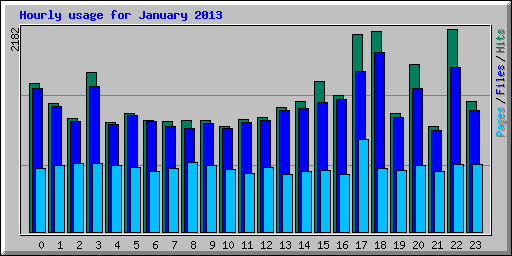 Hourly usage for January 2013
2182
Pages / Files / Hits
0 1 2 3 4 5 6 7 8 9 10 11 12 13 14 15 16 17 18 19 20 21 22 23